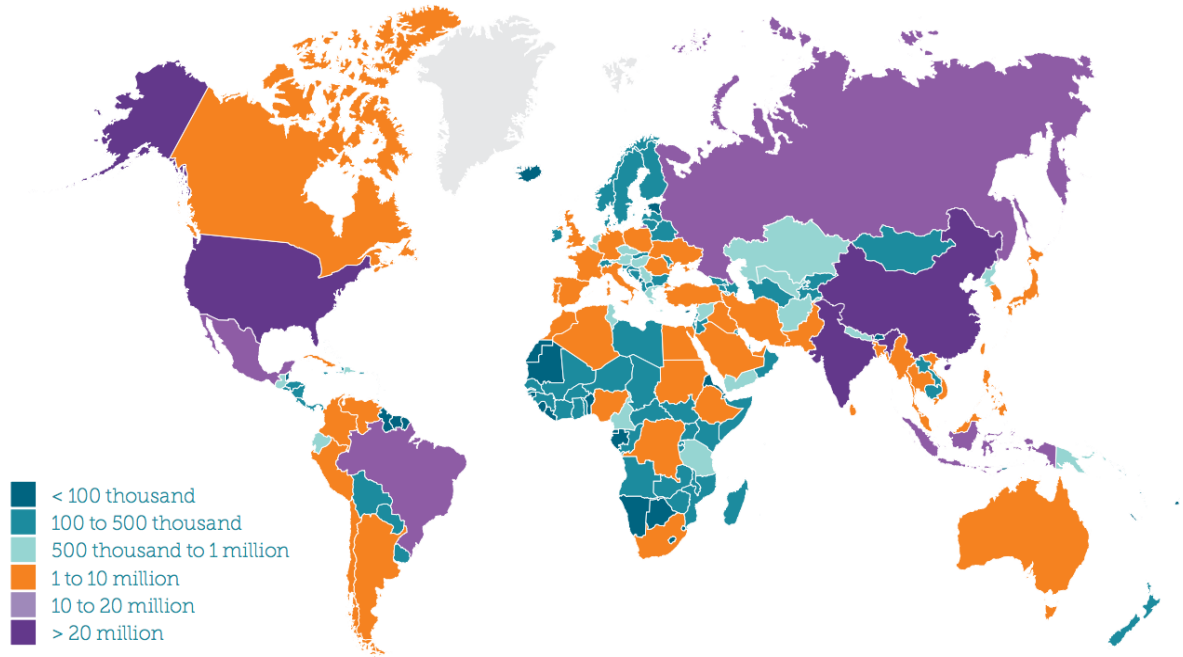 < 100 thousand
100 to 500 thousand
500 thousand to 1 million
1 to 10 million
10 to 20 million
> 20 million